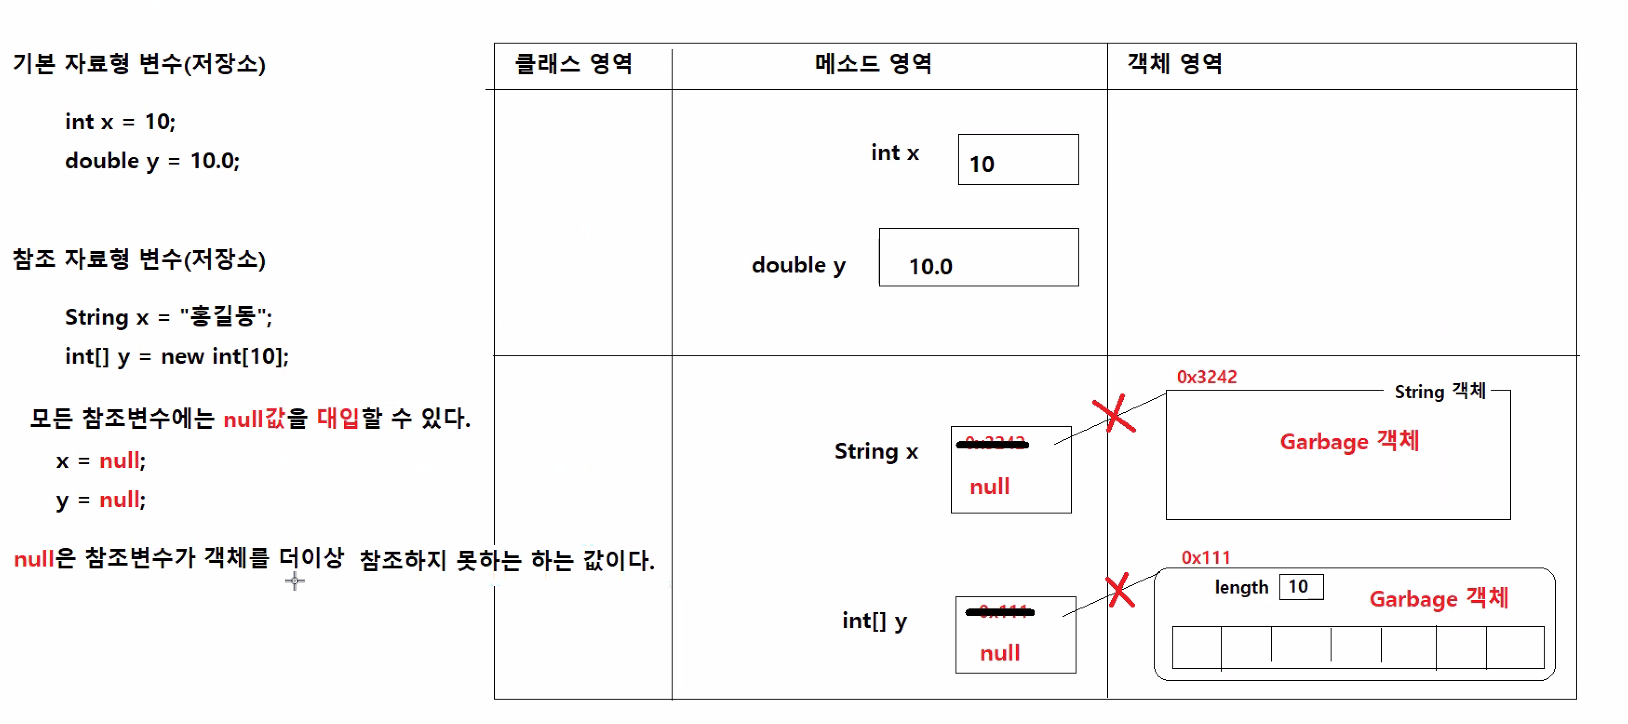 기본 자료형 변수(저장소)
int x = 10;
double y = 10.0;
참조 자료형 변수(저장소)
String x = "홍길동";
int[] y = new int[10];
모든 참조변수에는 null값을 대입할 수 있다.
x = null;
y = null;
null은 참조변수가 객체를 더이상 참조하지 못하는 하는 값이다.
클래스 영역
메소드 영역
객체 영역
int x
10
double y
10.0
String x
null
0x3242
String 객체
Garbage 객체
int[] y
null
0x111
length 10
Garbage 객체